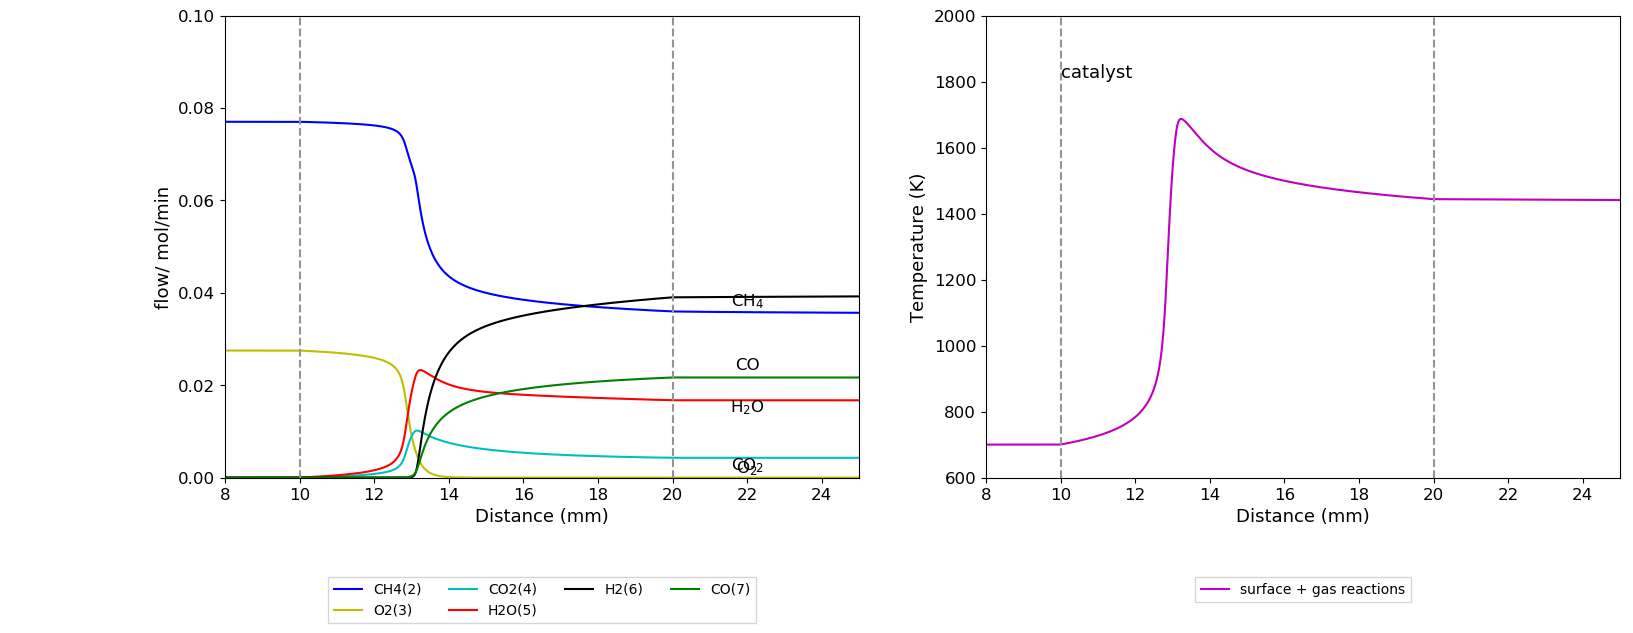 0.10
0.08
0.06
0.04
0.02
0.00
flow/ mol/min
CH₄
CO
H₂O
CO₂
O₂
8 10 12 14 16 18 20 22 24
Distance (mm)
CH4(2) CO2(4) H2(6) CO(7)
O2(3) H2O(5)
2000
1800
1600
1400
1200
1000
800
600
Temperature (K)
catalyst
8 10 12 14 16 18 20 22 24
Distance (mm)
surface + gas reactions